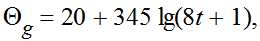 Θg = 20 + 345 lg(8t + 1),